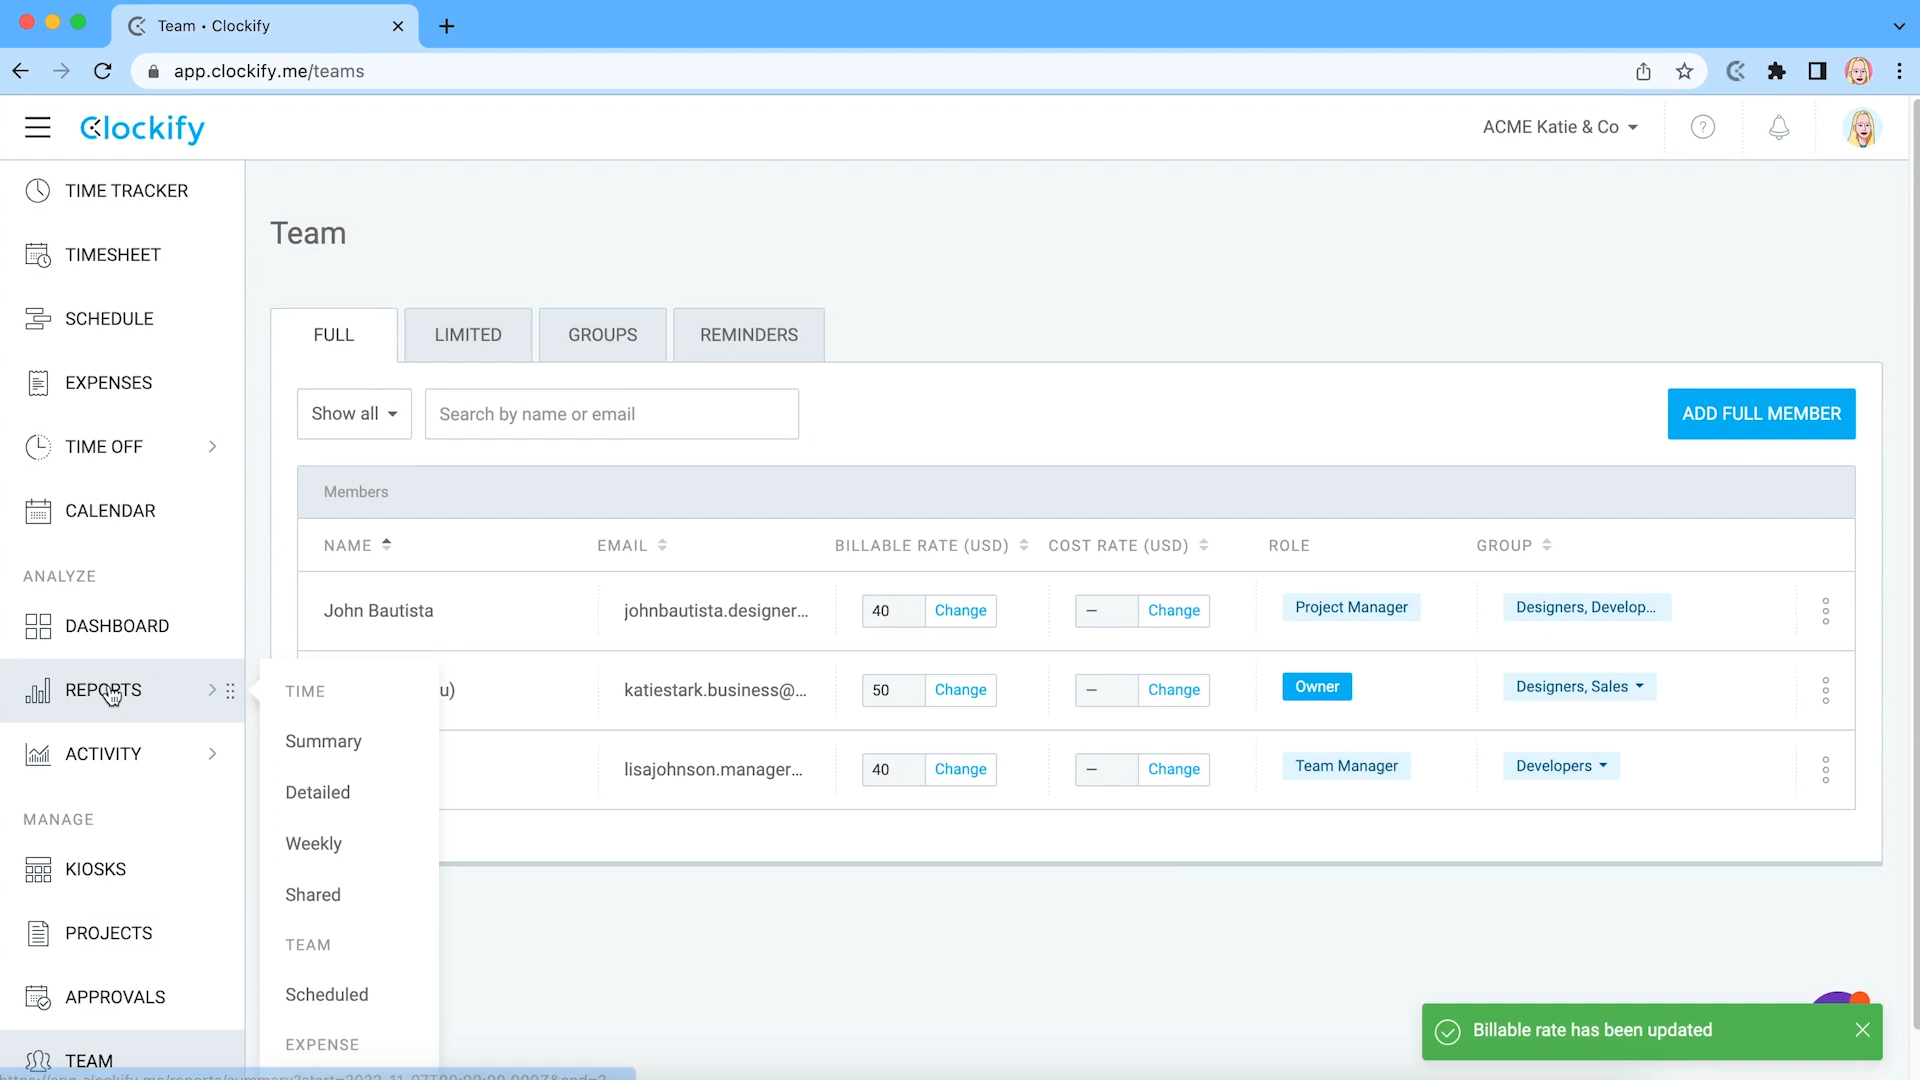 Team • Clockify
app.clockify.me/teams
Clockify
ACME Katie & Co
TIME TRACKER
TIMESHEET
SCHEDULE
EXPENSES
TIME OFF
CALENDAR
ANALYZE
DASHBOARD
REPORTS
ACTIVITY
MANAGE
KIOSKS
PROJECTS
APPROVALS
TEAM
TIME
Summary
Detailed
Weekly
Shared
TEAM
Scheduled
EXPENSE
Team
FULL LIMITED GROUPS REMINDERS
Show all Search by name or email ADD FULL MEMBER
Members
NAME EMAIL BILLABLE RATE (USD) COST RATE (USD) ROLE GROUP
John Bautista johnbautista.designer... 40 Change – Change Project Manager Designers, Develop...
u) katiestark.business@... 50 Change – Change Owner Designers, Sales
lisajohnson.manager... 40 Change – Change Team Manager Developers
Billable rate has been updated